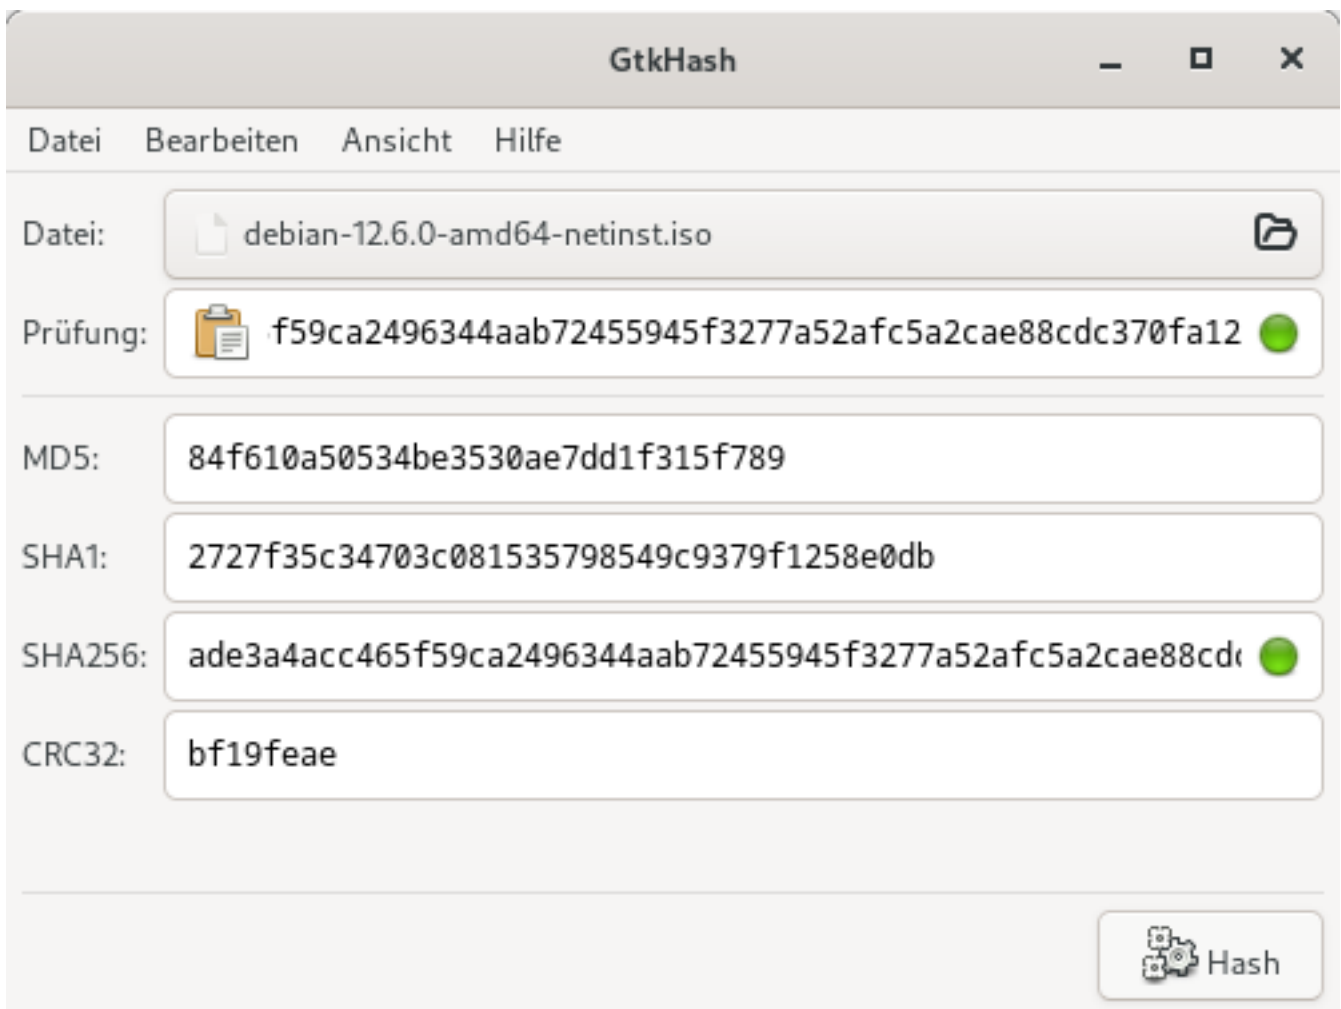 GtkHash
Datei Bearbeiten Ansicht Hilfe
Datei: debian-12.6.0-amd64-netinst.iso
Prüfung: f59ca2496344aab72455945f3277a52afc5a2cae88cdc370fa12
MD5: 84f610a50534be3530ae7dd1f315f789
SHA1: 2727f35c34703c081535798549c9379f1258e0db
SHA256: ade3a4acc465f59ca2496344aab72455945f3277a52afc5a2cae88cdc
CRC32: bf19feae
Hash